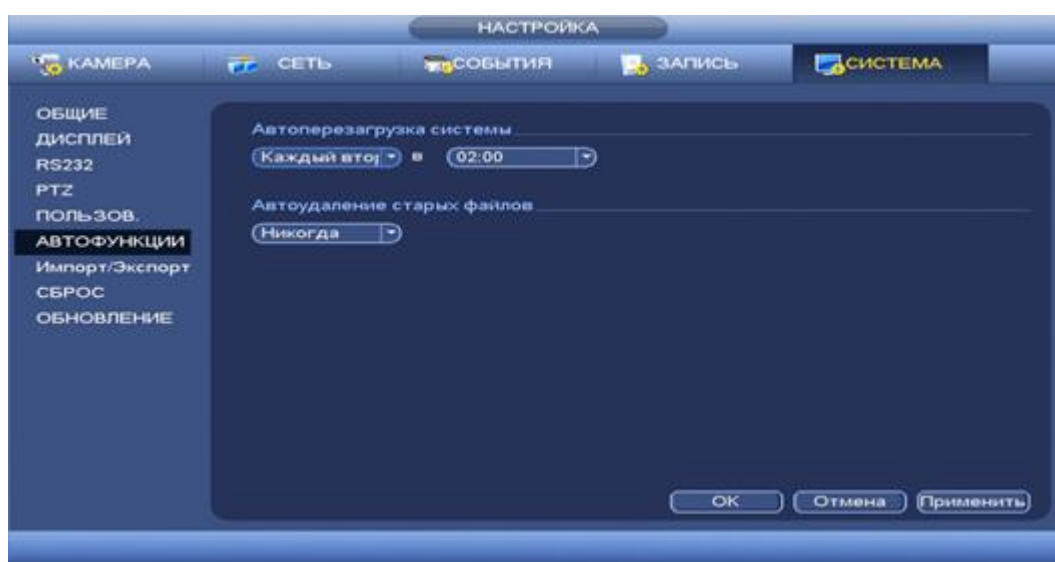 НАСТРОЙКА
КАМЕРА СЕТЬ СОБЫТИЯ ЗАПИСЬ СИСТЕМА
ОБЩИЕ
ДИСПЛЕЙ
RS232
PTZ
ПОЛЬЗОВ.
АВТОФУНКЦИИ
Импорт/Экспорт
СБРОС
ОБНОВЛЕНИЕ
Автоперезагрузка системы
Каждый втор в 02:00
Автоудаление старых файлов
Никогда
ОК Отмена Применить